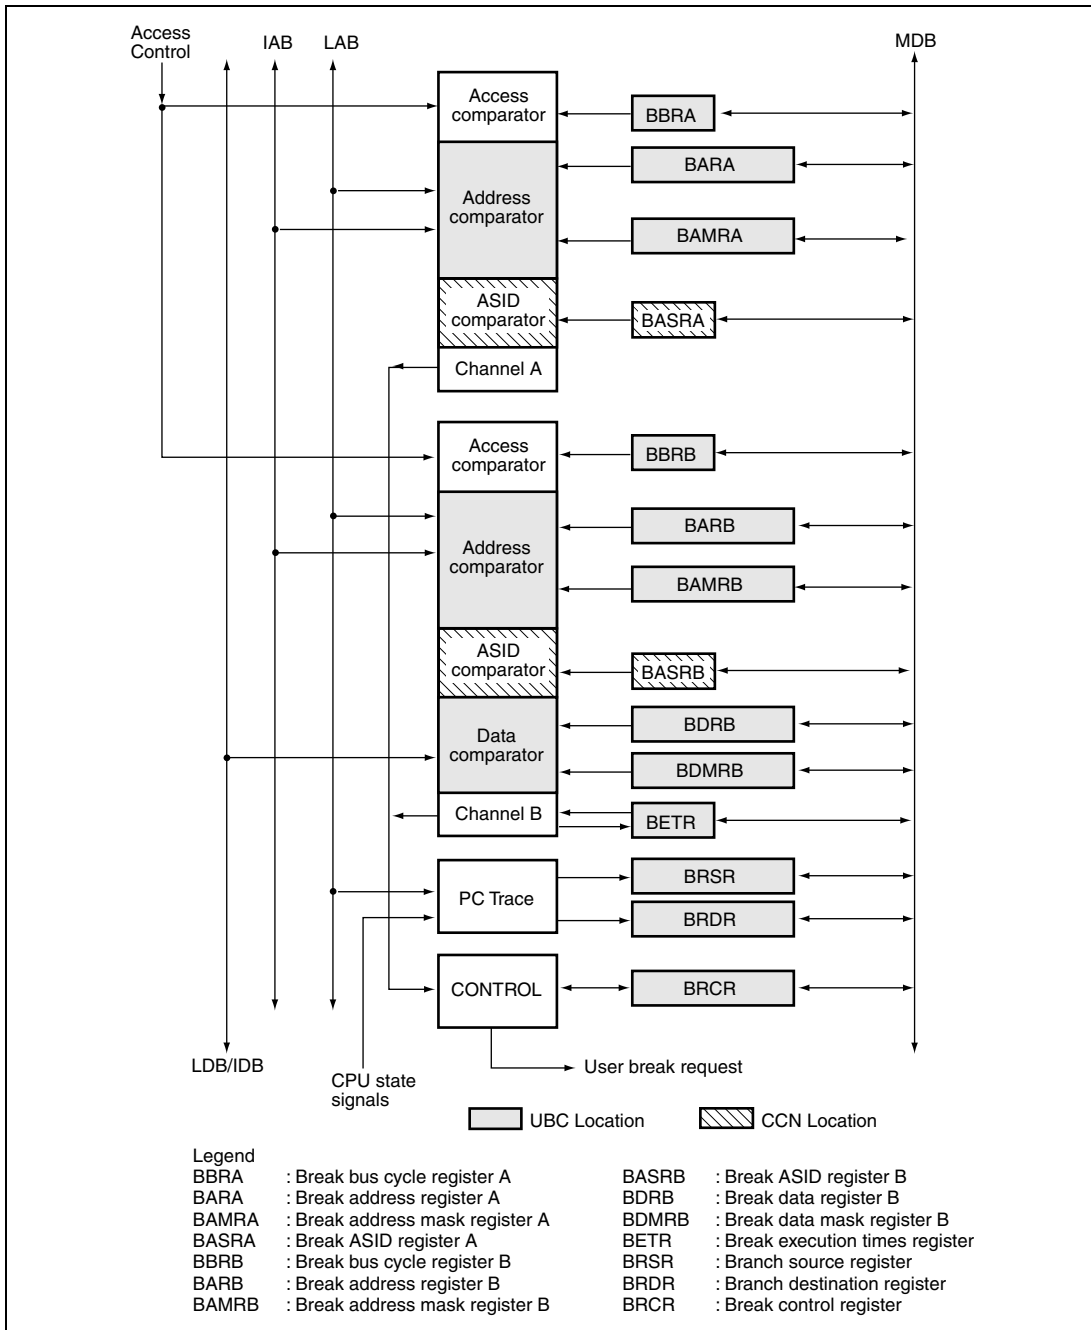 Access
Control
IAB
LAB
MDB
Access
comparator
BBRA
BARA
Address
comparator
BAMRA
ASID
comparator
BASRA
Channel A
Access
comparator
BBRB
BARB
Address
comparator
BAMRB
ASID
comparator
BASRB
BDRB
Data
comparator
BDMRB
Channel B
BETR
BRSR
PC Trace
BRDR
CONTROL
BRCR
LDB/IDB
CPU state
signals
User break request
UBC Location
CCN Location
Legend
BBRA : Break bus cycle register A
BARA : Break address register A
BAMRA : Break address mask register A
BASRA : Break ASID register A
BBRB : Break bus cycle register B
BARB : Break address register B
BAMRB : Break address mask register B
BASRB : Break ASID register B
BDRB : Break data register B
BDMRB : Break data mask register B
BETR : Break execution times register
BRSR : Branch source register
BRDR : Branch destination register
BRCR : Break control register